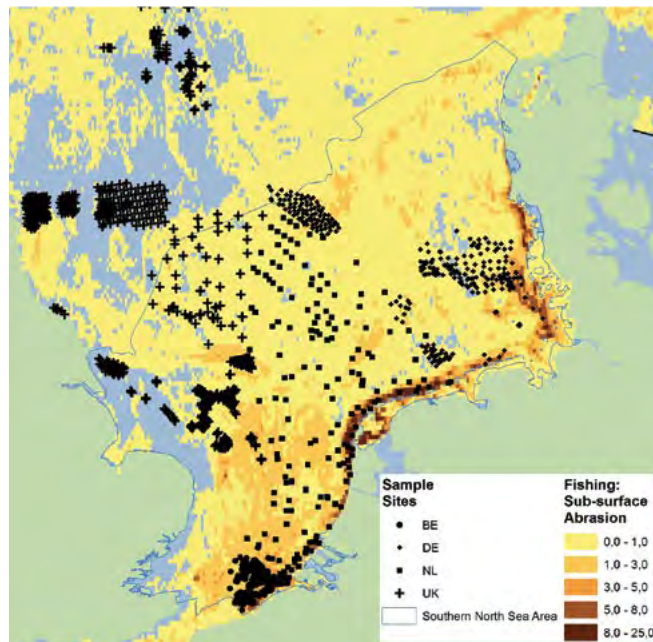 Sample
Sites
BE
DE
NL
UK
Southern North Sea Area
Fishing:
Sub-surface
Abrasion
0.0 - 1,0
1.0 - 3,0
3.0 - 5,0
5.0 - 8,0
8.0 - 25,0